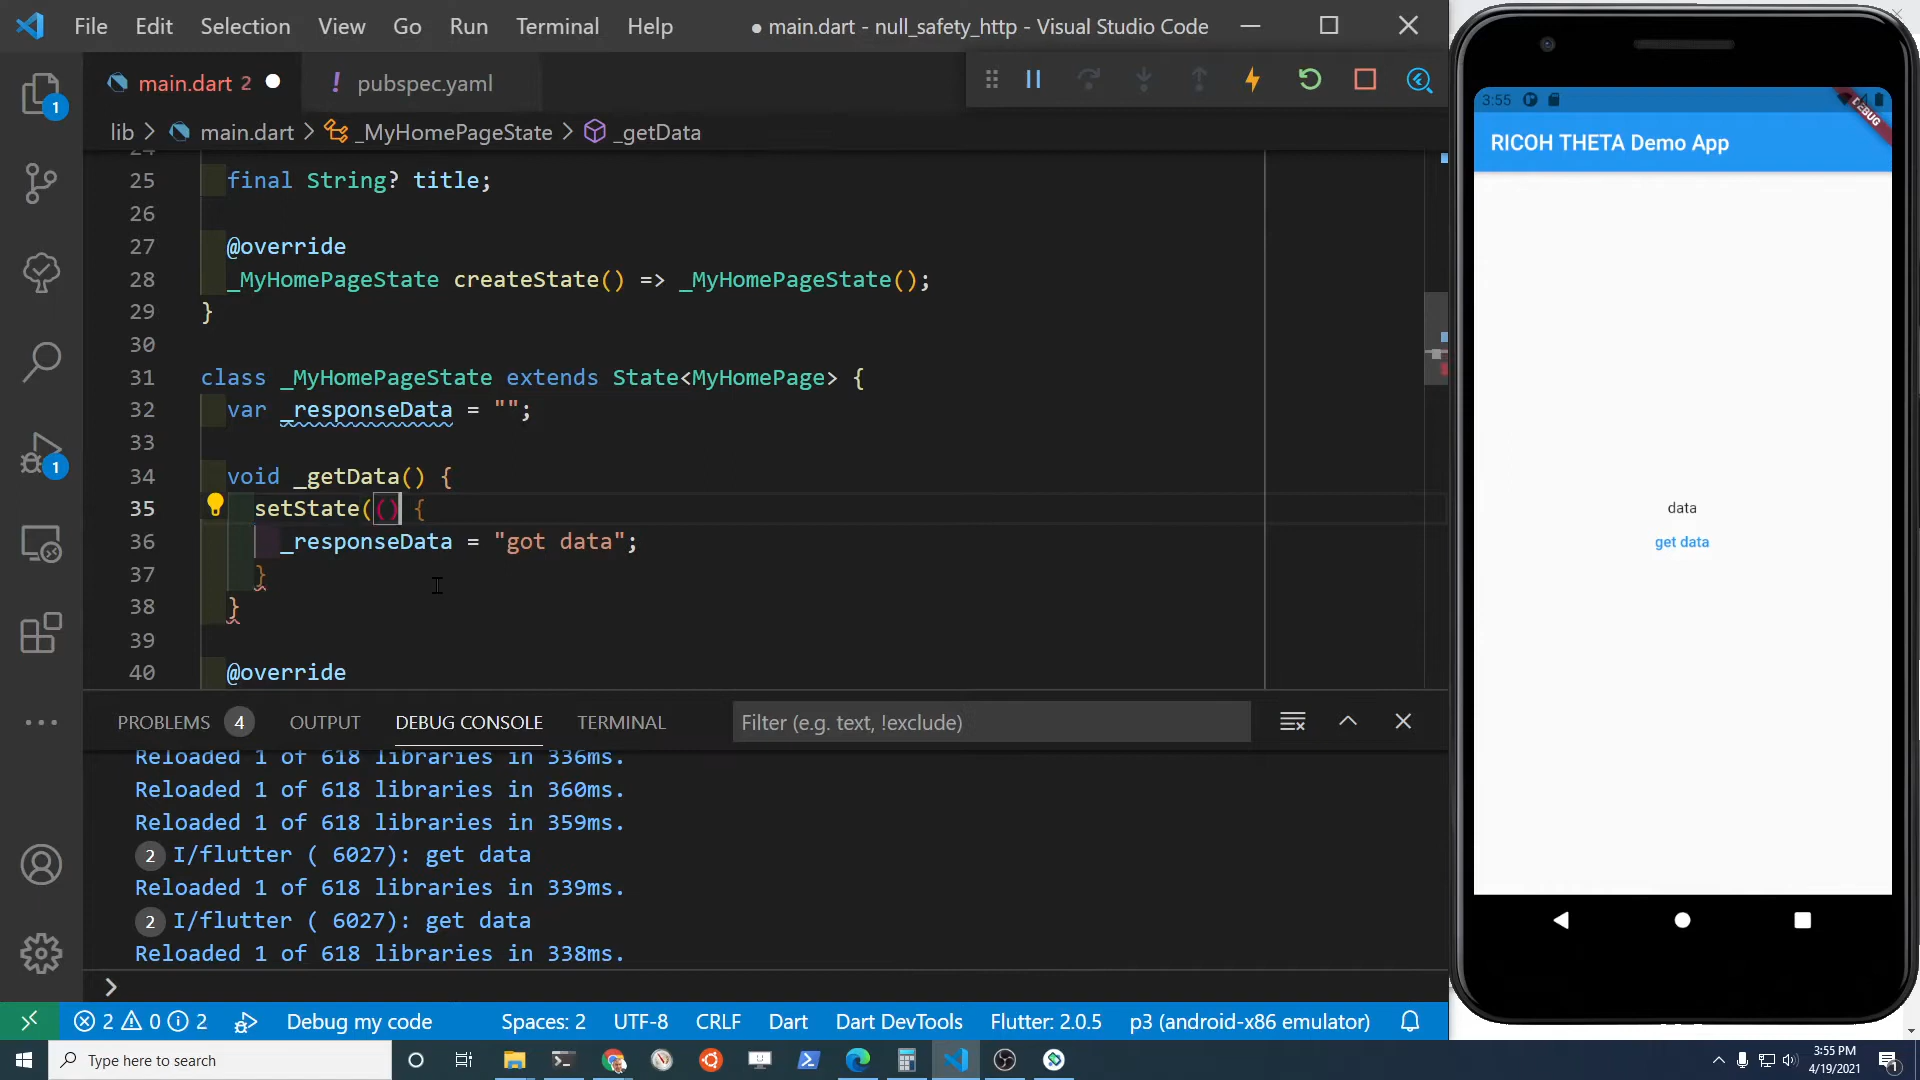 File Edit Selection View Go Run Terminal Help ● main.dart - null_safety_http - Visual Studio Code
main.dart 2 ! pubspec.yaml
lib > main.dart > _MyHomePageState > _getData
25 final String? title;
26
27 @override
28 _MyHomePageState createState() => _MyHomePageState();
29 }
30
31 class _MyHomePageState extends State<MyHomePage> {
32 var _responseData = "";
33
34 void _getData() {
35 setState(() {
36 _responseData = "got data";
37 }
38 }
39
40 @override
1
1
PROBLEMS 4 OUTPUT DEBUG CONSOLE TERMINAL Filter (e.g. text, !exclude)
Reloaded 1 of 618 libraries in 336ms.
Reloaded 1 of 618 libraries in 360ms.
Reloaded 1 of 618 libraries in 359ms.
2 I/flutter ( 6027): get data
Reloaded 1 of 618 libraries in 339ms.
2 I/flutter ( 6027): get data
Reloaded 1 of 618 libraries in 338ms.
>
2 0 2 Debug my code Spaces: 2 UTF-8 CRLF Dart Dart DevTools Flutter: 2.0.5 p3 (android-x86 emulator)
3:55
DEBUG
RICOH THETA Demo App
data
get data
Type here to search
3:55 PM
4/19/2021
1